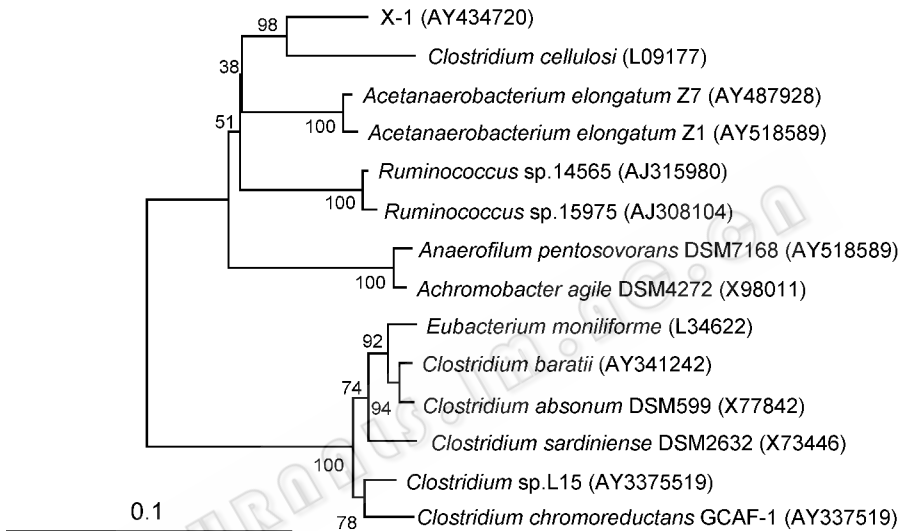 98
X-1 (AY434720)
Clostridium cellulosi (L09177)
38
Acetanaerobacterium elongatum Z7 (AY487928)
51
100
Acetanaerobacterium elongatum Z1 (AY518589)
Ruminococcus sp.14565 (AJ315980)
100
Ruminococcus sp.15975 (AJ308104)
Anaerofilum pentosovorans DSM7168 (AY518589)
100
Achromobacter agile DSM4272 (X98011)
Eubacterium moniliforme (L34622)
92
Clostridium baratii (AY341242)
74
94
Clostridium absonum DSM599 (X77842)
Clostridium sardiniense DSM2632 (X73446)
100
Clostridium sp.L15 (AY3375519)
0.1
78
Clostridium chromoreductans GCAF-1 (AY337519)